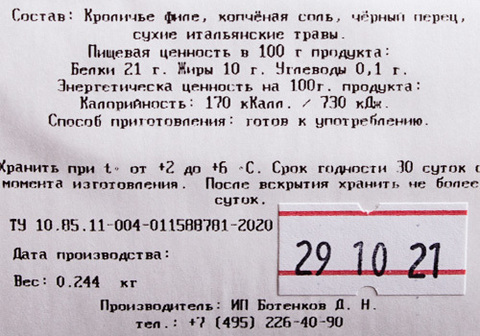 Состав: Кроличье филе, копчёная соль, чёрный перец,
сухие итальянские травы.
Пищевая ценность в 100 г продукта:
Белки 21 г. Жиры 10 г. Углеводы 0,1 г.
Энергетическа ценность на 100г. продукта:
Калорийность: 170 кКалл. / 730 кДж.
Способ приготовления: готов к употреблению.
Хранить при t° от +2 до +6 °С. Срок годности 30 суток с
момента изготовления. После вскрытия хранить не более
суток.
ТУ 10.85.11-004-011588781-2020
Дата производства:
29 10 21
Вес: 0.244 кг
Производитель: ИП Ботенков Д. Н.
тел.: +7 (495) 226-40-90